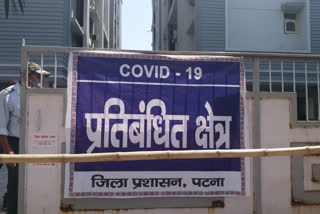 COVID - 19
प्रतिबंधित क्षेत्र
जिला प्रशासन, पटना